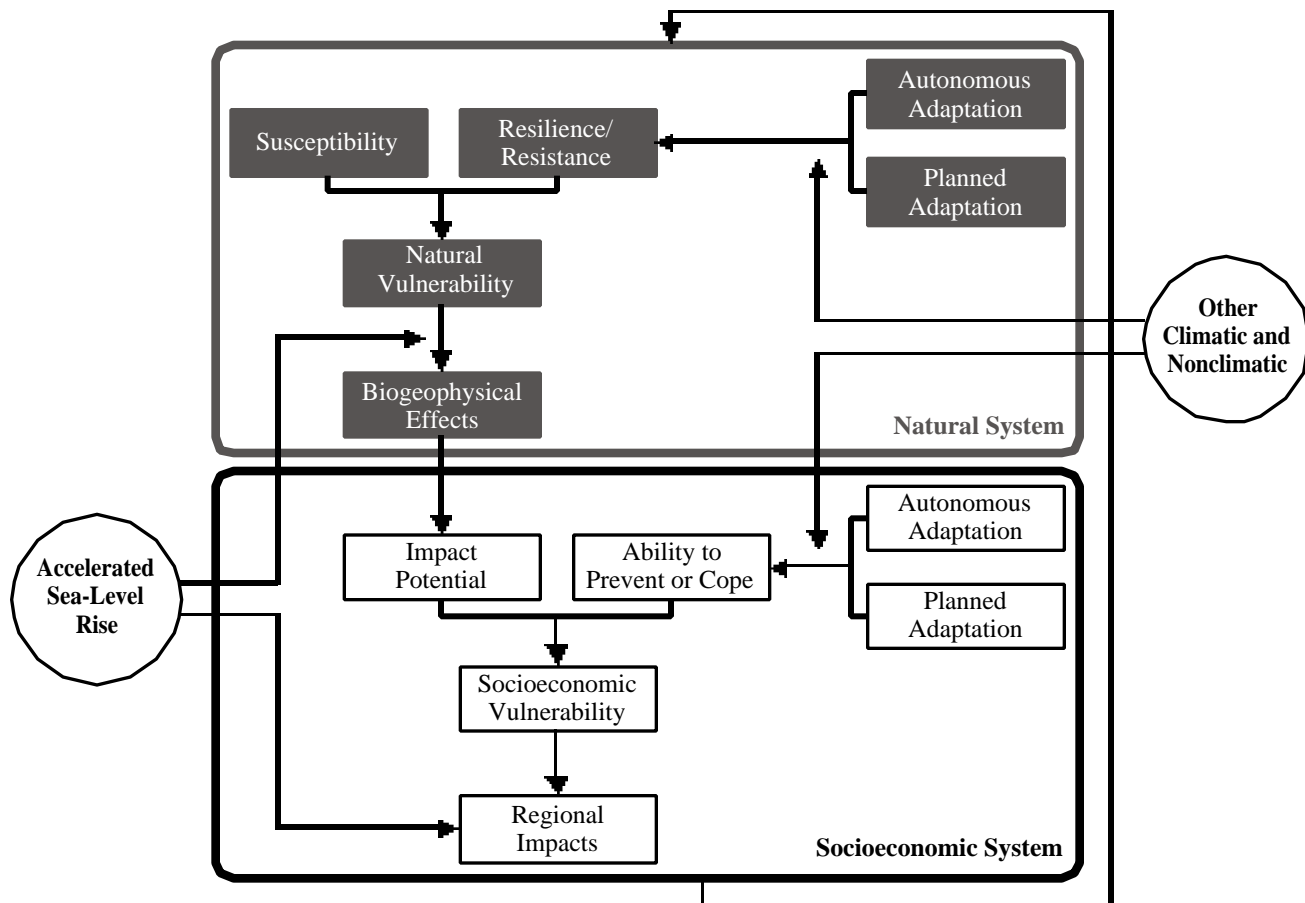 Autonomous
Adaptation
Susceptibility
Resilience/
Resistance
Planned
Adaptation
Natural
Vulnerability
Other
Climatic and
Nonclimatic
Biogeophysical
Effects
Natural System
Autonomous
Adaptation
Impact
Potential
Ability to
Prevent or Cope
Accelerated
Sea-Level
Rise
Planned
Adaptation
Socioeconomic
Vulnerability
Regional
Impacts
Socioeconomic System